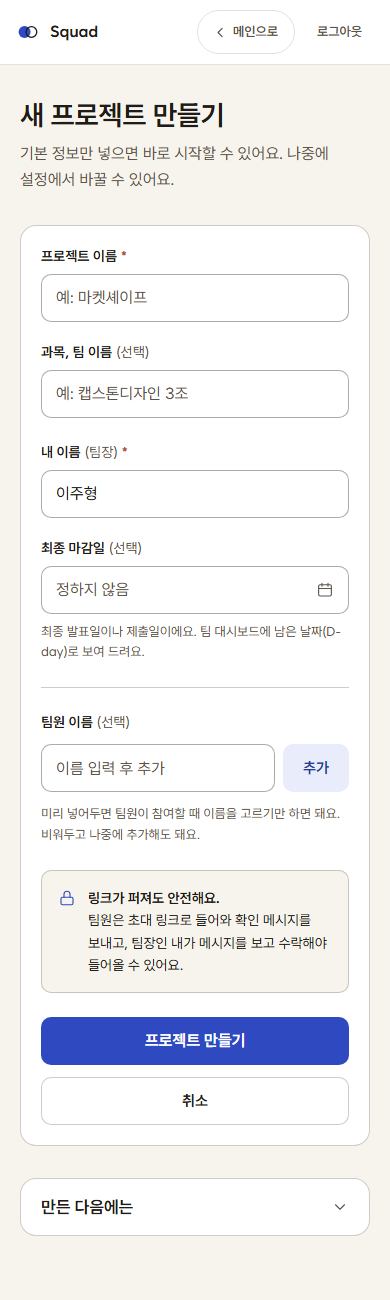 Squad
메인으로
로그아웃
새 프로젝트 만들기
기본 정보만 넣으면 바로 시작할 수 있어요. 나중에
설정에서 바꿀 수 있어요.
프로젝트 이름 *
예: 마켓셰이프
과목, 팀 이름 (선택)
예: 캡스톤디자인 3조
내 이름 (팀장) *
이주형
최종 마감일 (선택)
정하지 않음
최종 발표일이나 제출일이에요. 팀 대시보드에 남은 날짜(D-
day)로 보여 드려요.
팀원 이름 (선택)
이름 입력 후 추가
추가
미리 넣어두면 팀원이 참여할 때 이름을 고르기만 하면 돼요.
비워두고 나중에 추가해도 돼요.
링크가 퍼져도 안전해요.
팀원은 초대 링크로 들어와 확인 메시지를
보내고, 팀장인 내가 메시지를 보고 수락해야
들어올 수 있어요.
프로젝트 만들기
취소
만든 다음에는